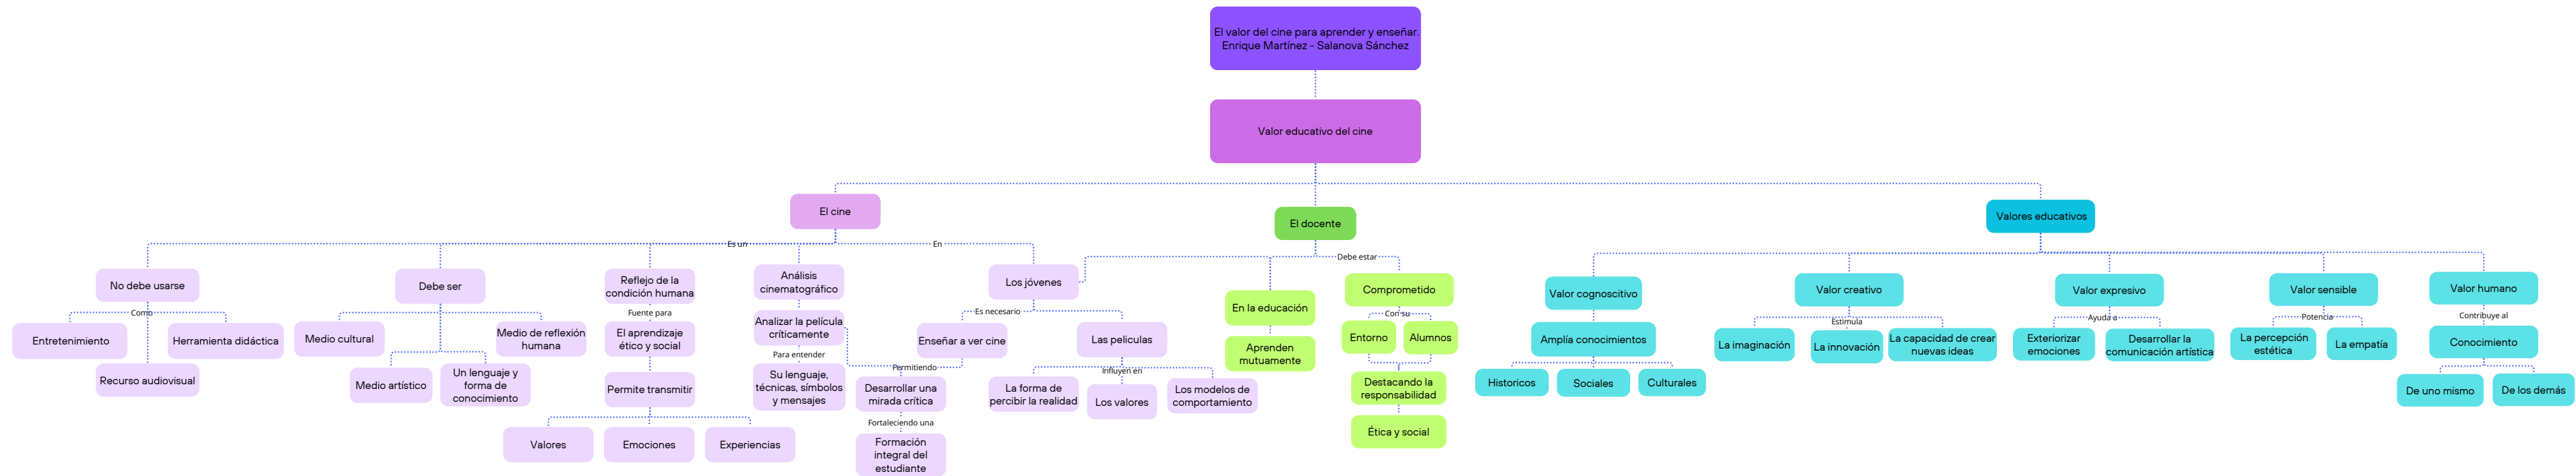 El valor del cine para aprender y enseñar.
Enrique Martínez - Salanova Sánchez
Valor educativo del cine
El cine
El docente
Valores educativos
Es un
En
Debe estar
No debe usarse
Como
Entretenimiento
Herramienta didáctica
Recurso audiovisual
Debe ser
Medio cultural
Medio de reflexión
humana
Medio artístico
Un lenguaje y
forma de
conocimiento
Reflejo de la
condición humana
Fuente para
El aprendizaje
ético y social
Permite transmitir
Valores
Emociones
Experiencias
Análisis
cinematográfico
Analizar la película
críticamente
Para entender
Su lenguaje,
técnicas, símbolos
y mensajes
Permitiendo
Desarrollar una
mirada crítica
Fortaleciendo una
Formación
integral del
estudiante
Los jóvenes
Es necesario
Enseñar a ver cine
Las peliculas
Influyen en
La forma de
percibir la realidad
Los valores
Los modelos de
comportamiento
En la educación
Aprenden
mutuamente
Comprometido
Con su
Entorno
Alumnos
Destacando la
responsabilidad
Ética y social
Valor cognoscitivo
Amplía conocimientos
Historicos
Sociales
Culturales
Valor creativo
Estimula
La imaginación
La innovación
La capacidad de crear
nuevas ideas
Valor expresivo
Ayuda a
Exteriorizar
emociones
Desarrollar la
comunicación artística
Valor sensible
Potencia
La percepción
estética
La empatía
Valor humano
Contribuye al
Conocimiento
De uno mismo
De los demás